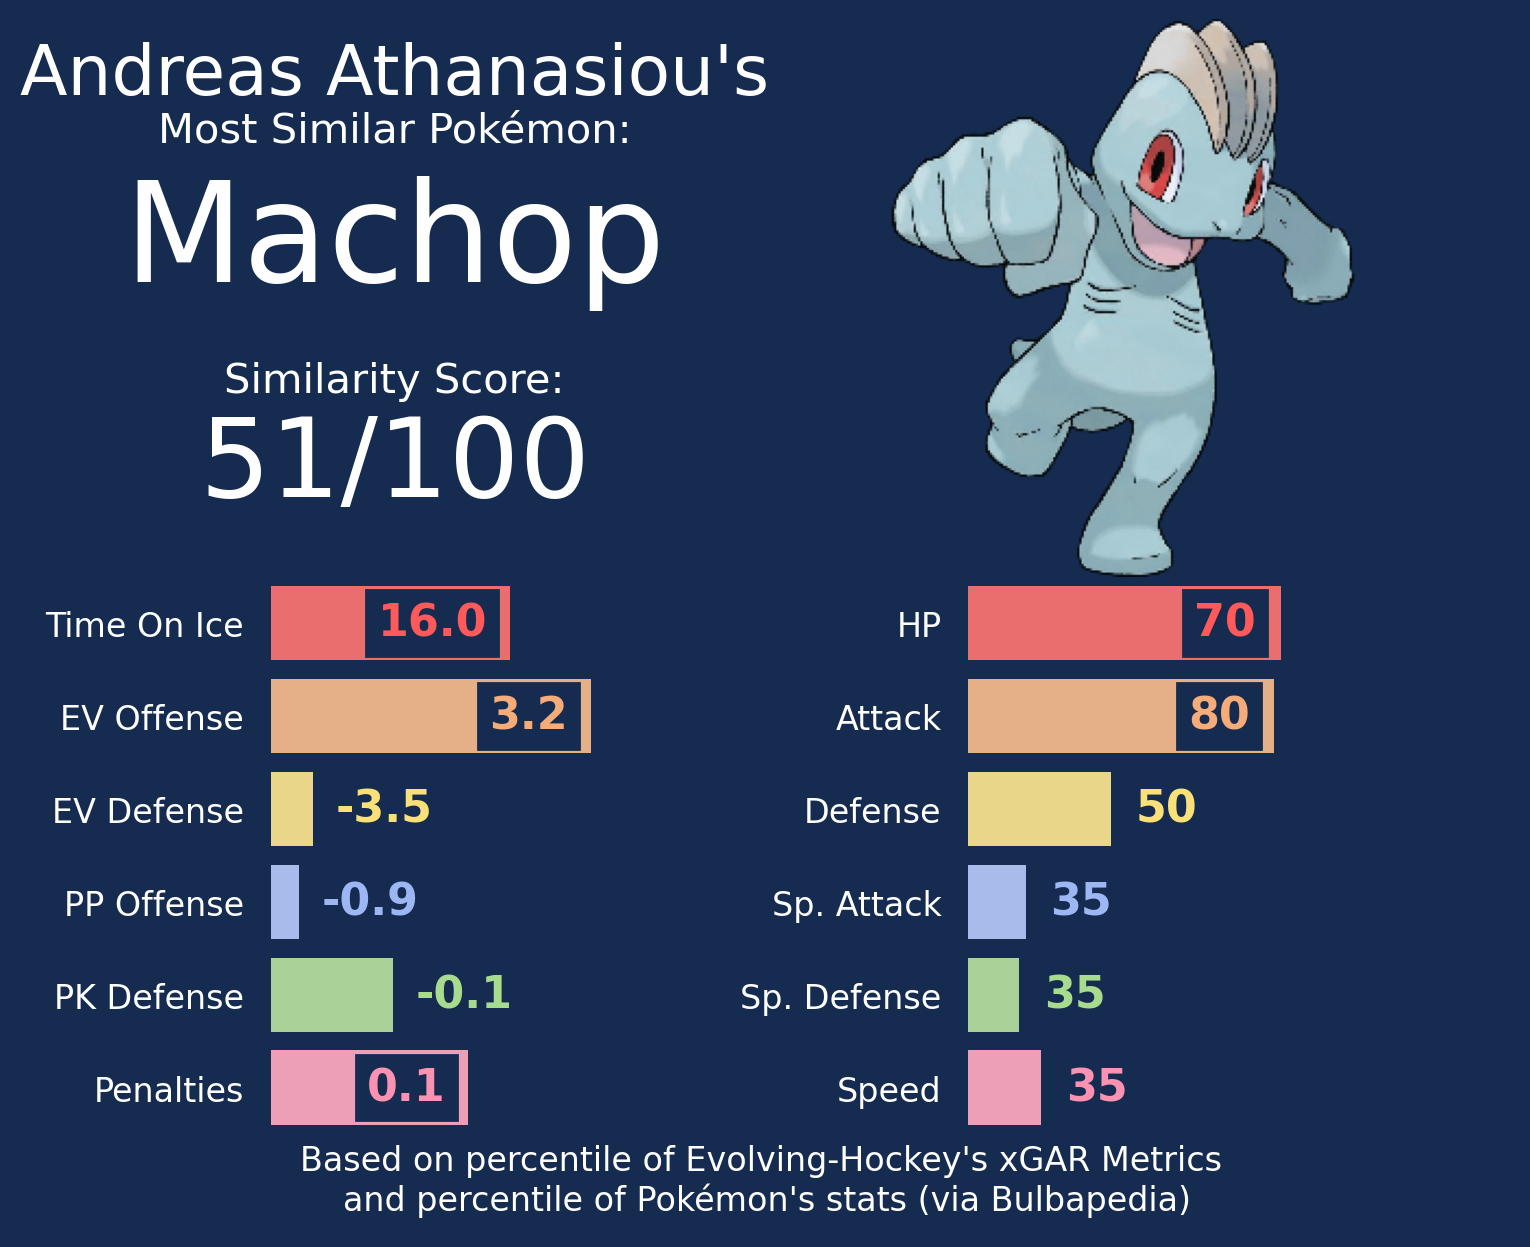 Andreas Athanasiou's
Most Similar Pokémon:
Machop
Similarity Score:
51/100
Time On Ice 16.0
EV Offense 3.2
EV Defense -3.5
PP Offense -0.9
PK Defense -0.1
Penalties 0.1
HP 70
Attack 80
Defense 50
Sp. Attack 35
Sp. Defense 35
Speed 35
Based on percentile of Evolving-Hockey's xGAR Metrics
and percentile of Pokémon's stats (via Bulbapedia)